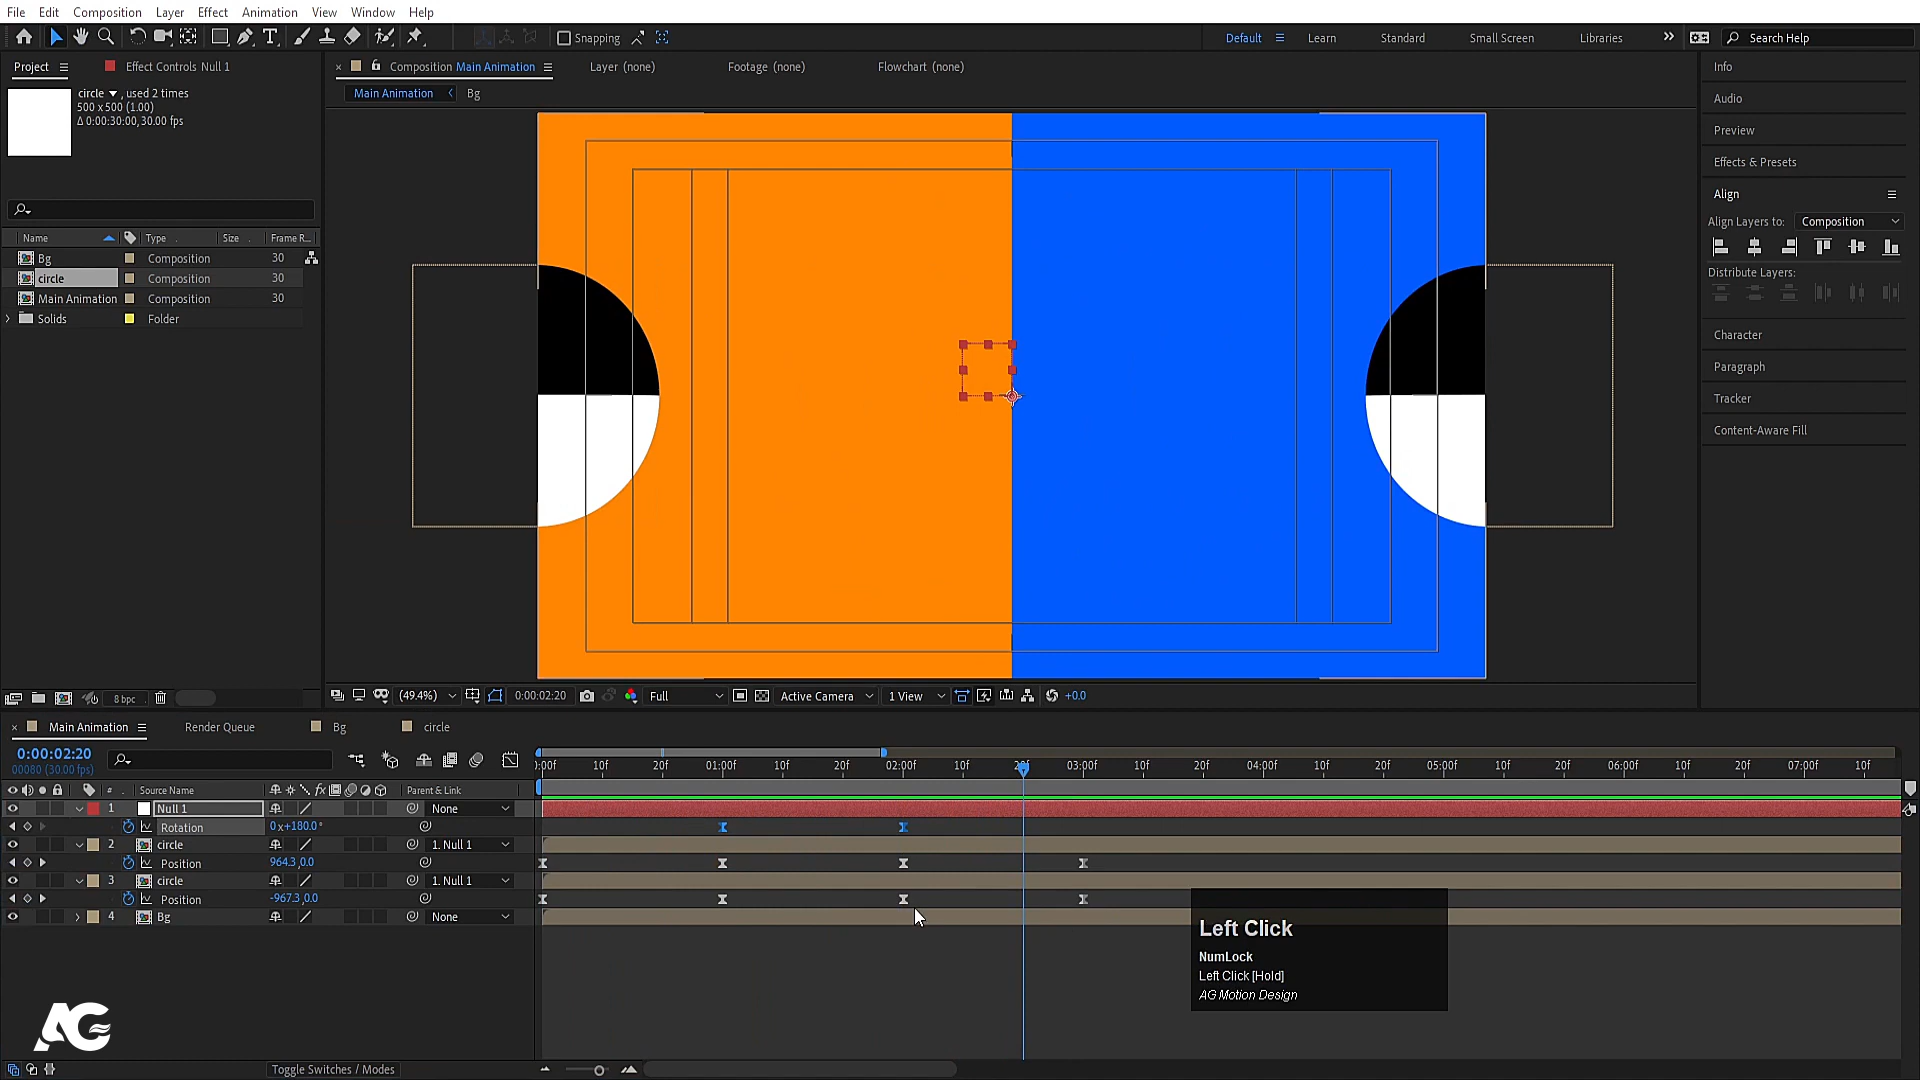 File Edit Composition Layer Effect Animation View Window Help
Snapping Default Learn Standard Small Screen Libraries Search Help
Project Effect Controls Null 1 Composition Main Animation Layer (none) Footage (none) Flowchart (none) Info
Main Animation Bg
circle , used 2 times
500 x 500 (1.00)
Δ 0:00:30:00, 30.00 fps
Audio
Preview
Effects & Presets
Align
Align Layers to: Composition
Distribute Layers:
Character
Paragraph
Tracker
Content-Aware Fill
Name Type Size Frame R...
Bg Composition 30
circle Composition 30
Main Animation Composition 30
Solids Folder
8 bpc (49.4%) 0:00:02:20 Full Active Camera 1 View +0.0
Main Animation Render Queue Bg circle
0:00:02:20
00080 (30.00 fps)
):00f 10f 20f 01:00f 10f 20f 02:00f 10f 20f 03:00f 10f 20f 04:00f 10f 20f 05:00f 10f 20f 06:00f 10f 20f 07:00f 10f
# Source Name fx Parent & Link
1 Null 1 None
Rotation 0x+180.0°
2 circle 1. Null 1
Position 964.3,0.0
3 circle 1. Null 1
Position -967.3,0.0
4 Bg None
Left Click
NumLock
Left Click [Hold]
AG Motion Design
AG
Toggle Switches / Modes